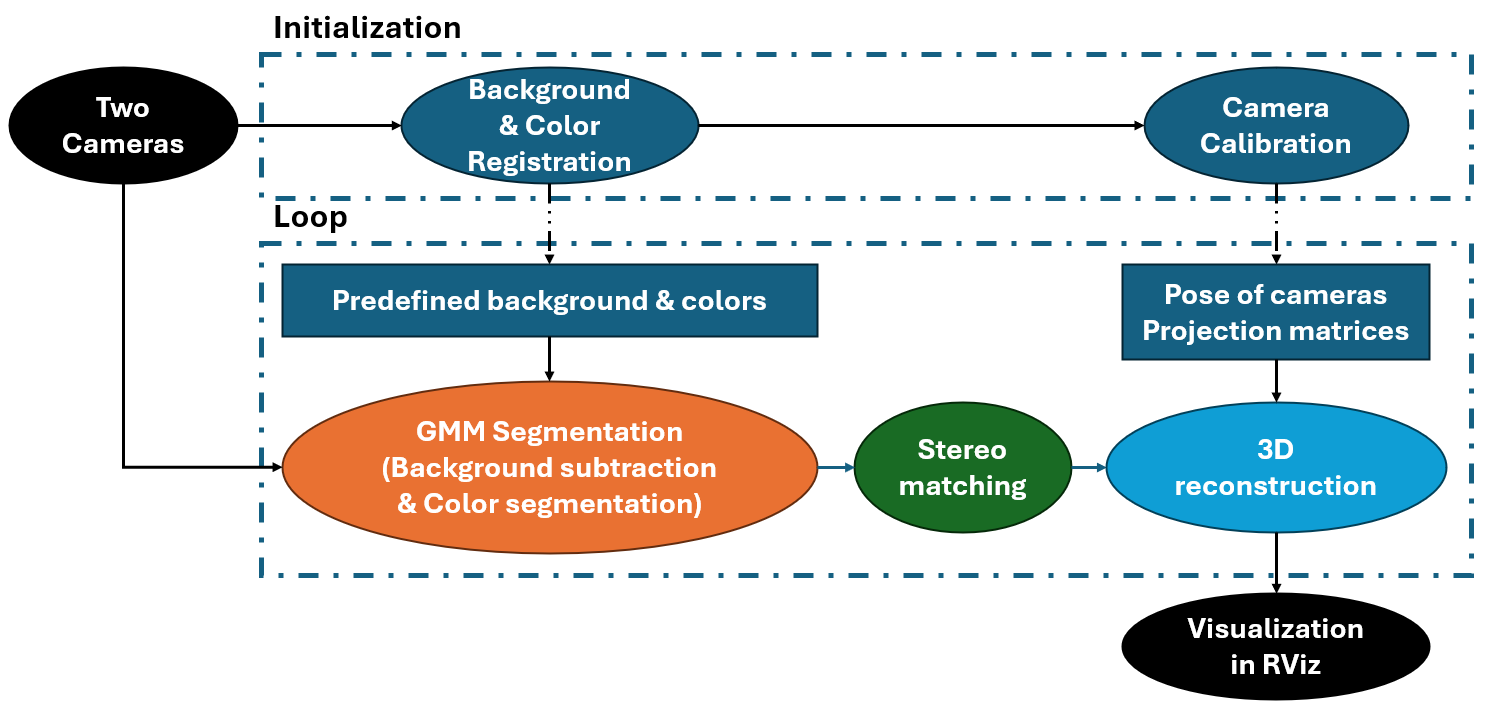 Initialization
Two
Cameras
Background
& Color
Registration
Camera
Calibration
Loop
Predefined background & colors
Pose of cameras
Projection matrices
GMM Segmentation
(Background subtraction
& Color segmentation)
Stereo
matching
3D
reconstruction
Visualization
in RViz